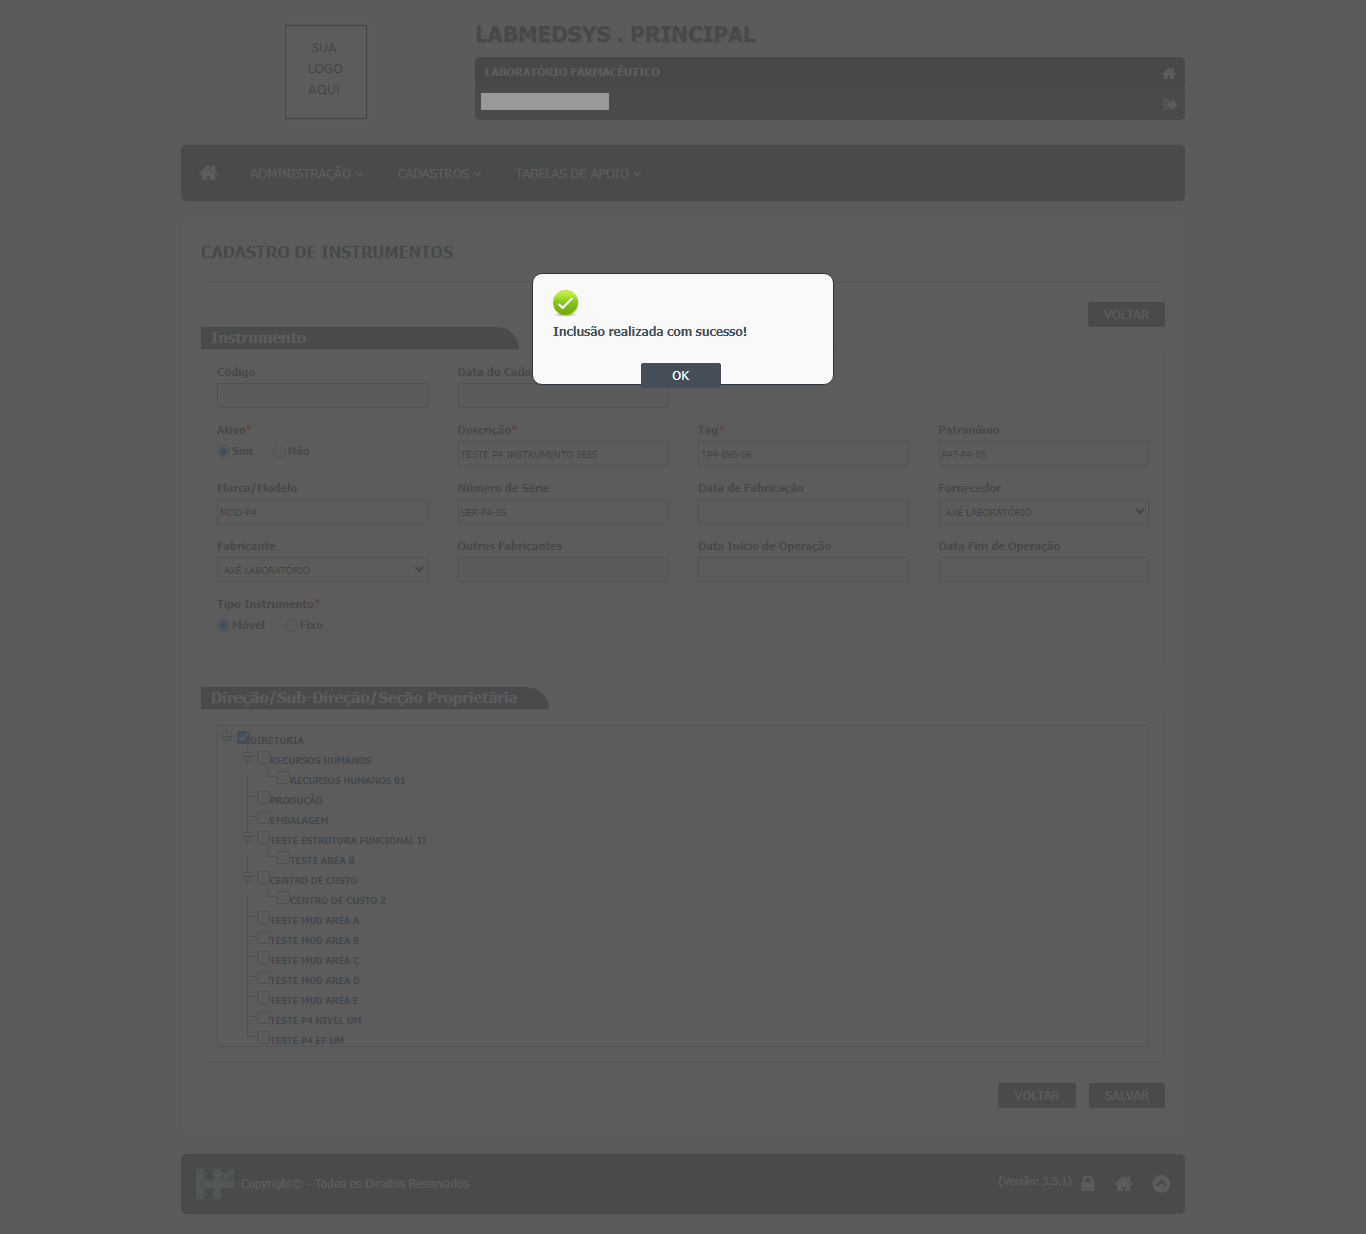 SUA
LOGO
AQUI
LABMEDSYS . PRINCIPAL
LABORATÓRIO FARMACÊUTICO
ADMINISTRAÇÃO
CADASTROS
TABELAS DE APOIO
CADASTRO DE INSTRUMENTOS
Inclusão realizada com sucesso!
OK
VOLTAR
Instrumento
Código
Data do Cada
Ativo*
Sim
Não
Descrição*
TESTE P4 INSTRUMENTO SEIS
Tag*
TP4-INS-06
Patrimônio
PAT-P4-05
Marca/Modelo
MOD-P4
Número de Série
SER-P4-05
Data de Fabricação
Fornecedor
AXÉ LABORATÓRIO
Fabricante
AXÉ LABORATÓRIO
Outros Fabricantes
Data Início de Operação
Data Fim de Operação
Tipo Instrumento*
Móvel
Fixo
Direção/Sub-Direção/Seção Proprietária
DIRETORIA
RECURSOS HUMANOS
RECURSOS HUMANOS 01
PRODUÇÃO
EMBALAGEM
TESTE ESTRUTURA FUNCIONAL II
TESTE AREA B
CENTRO DE CUSTO
CENTRO DE CUSTO 2
TESTE MUD AREA A
TESTE MUD AREA B
TESTE MUD AREA C
TESTE MUD AREA D
TESTE MUD AREA E
TESTE P4 NIVEL UM
TESTE P4 EF UM
VOLTAR
SALVAR
Copyright© - Todos os Direitos Reservados
(Versão: 3.5.1)